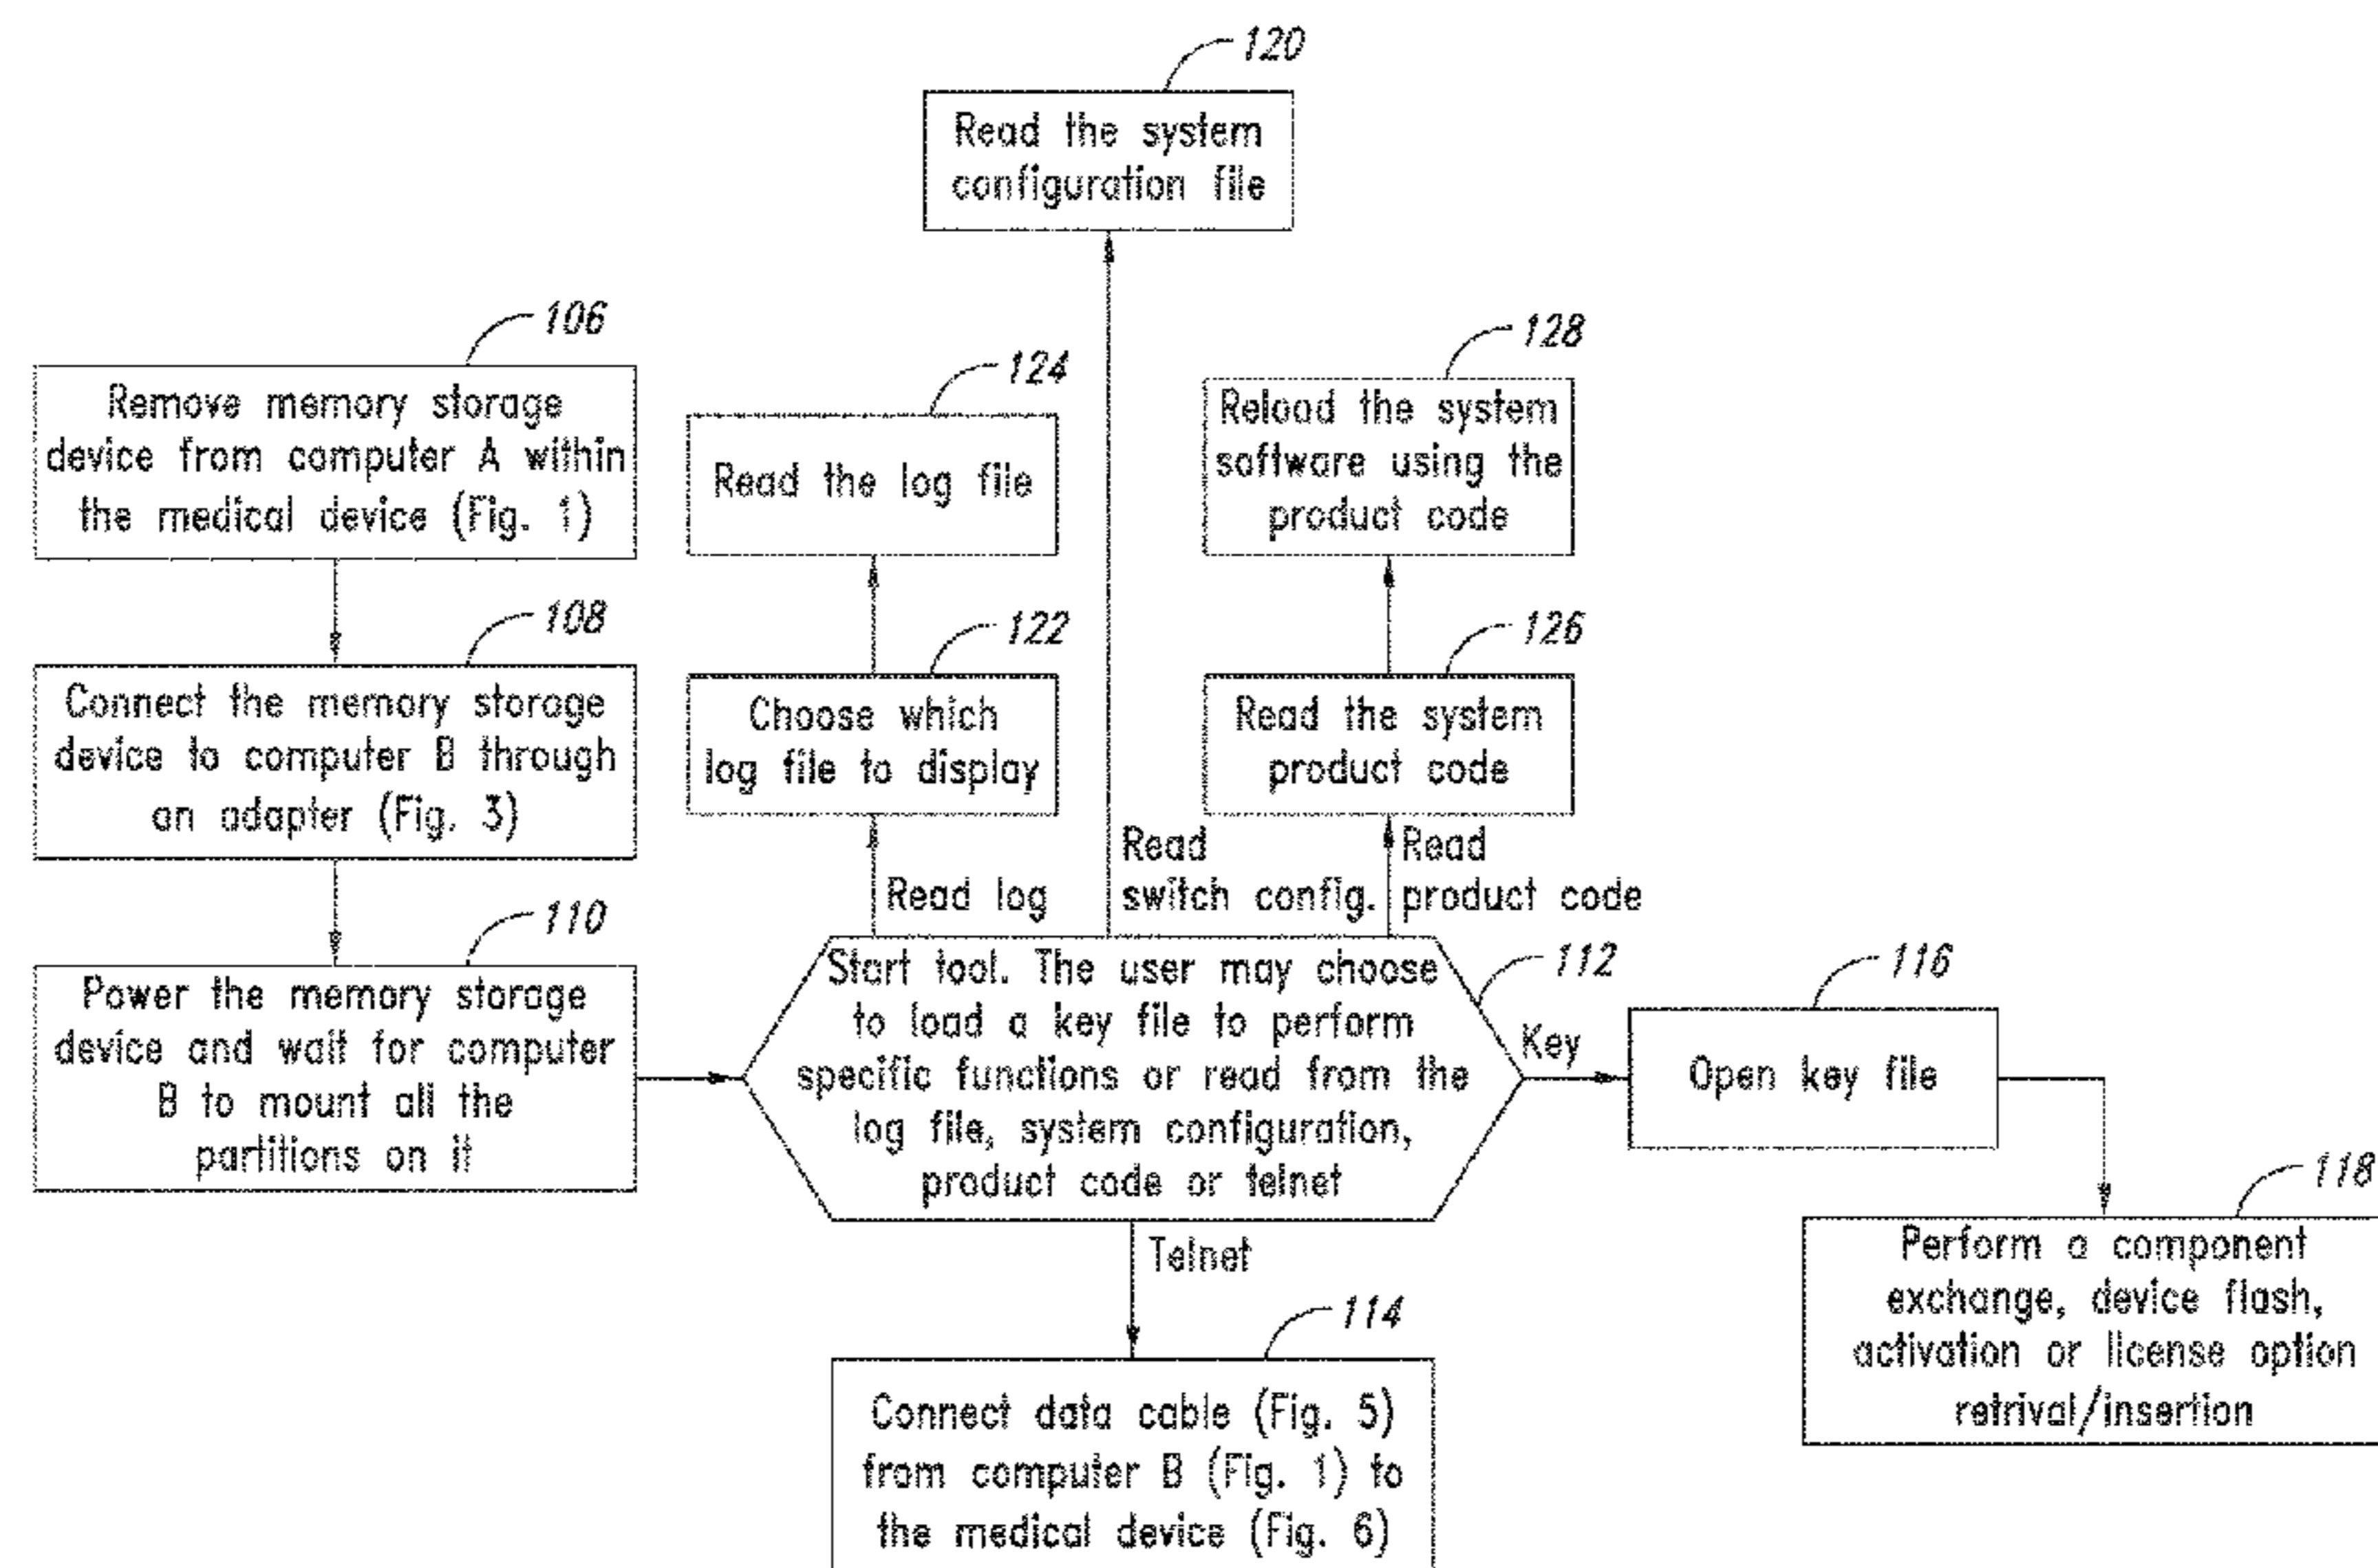 120
Read the system
configuration file
106
Remove memory storage
device from computer A within
the medical device (Fig. 1)
124
Read the log file
128
Reload the system
software using the
product code
108
Connect the memory storage
device to computer B through
an adapter (Fig. 3)
122
Choose which
log file to display
126
Read the system
product code
Read log
Read
switch config.
Read
product code
110
Power the memory storage
device and wait for computer
B to mount all the
partitions on it
112
Start tool. The user may choose
to load a key file to perform
specific functions or read from the
log file, system configuration,
product code or telnet
Key
116
Open key file
118
Perform a component
exchange, device flash,
activation or license option
retrival/insertion
Telnet
114
Connect data cable (Fig. 5)
from computer B (Fig. 1) to
the medical device (Fig. 6)